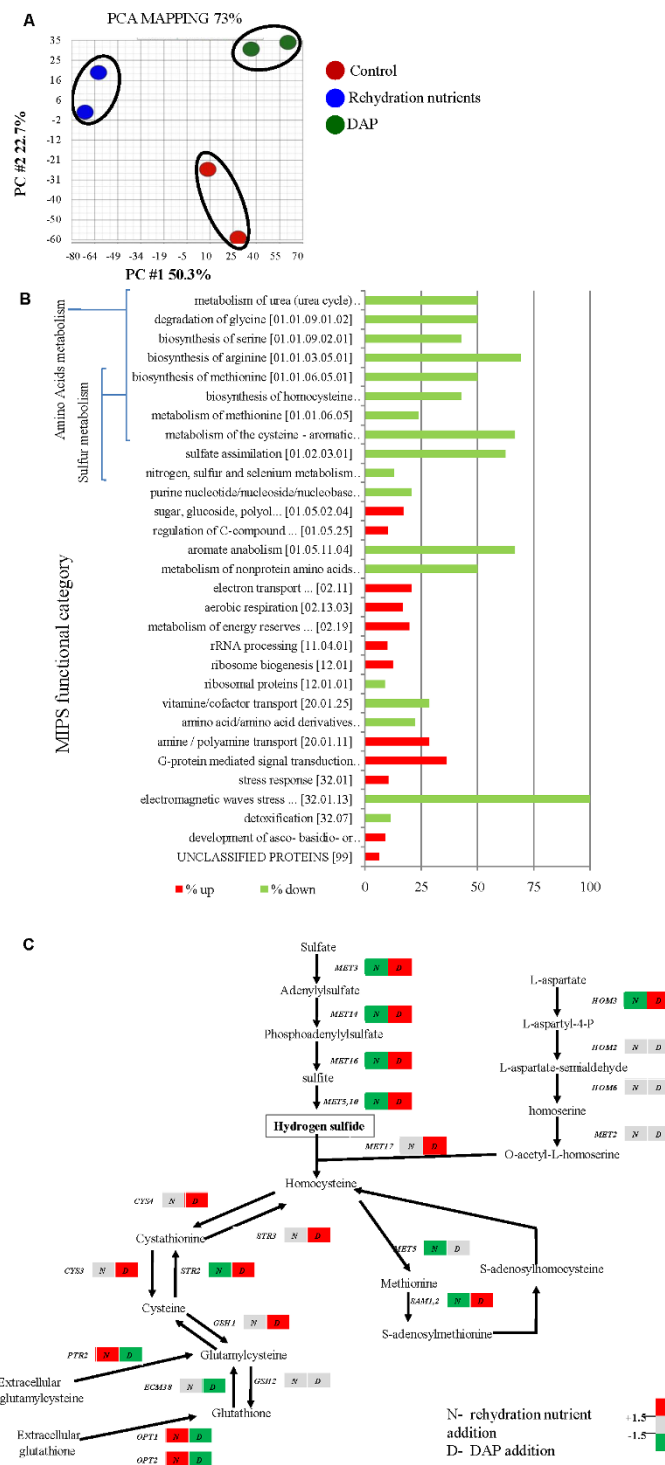 A
PCA MAPPING 73%
35
25
16
6
-2
-12
-21
-31
-41
-50
-60
PC #2 22.7%
-80 -64 -49 -34 -19 -5 10 25 40 55 70
PC #1 50.3%
Control
Rehydration nutrients
DAP
B
Amino Acids metabolism
Sulfur metabolism
MIPS functional category
metabolism of urea (urea cycle) ..
degradation of glycine [01.01.09.01.02]
biosynthesis of serine [01.01.09.02.01]
biosynthesis of arginine [01.01.03.05.01]
biosynthesis of methionine [01.01.06.05.01]
biosynthesis of homocysteine ..
metabolism of methionine [01.01.06.05]
metabolism of the cysteine - aromatic ..
sulfate assimilation [01.02.03.01]
nitrogen, sulfur and selenium metabolism ..
purine nucleotide/nucleoside/nucleobase ..
sugar, glucoside, polyol... [01.05.02.04]
regulation of C-compound ... [01.05.25]
aromate anabolism [01.05.11.04]
metabolism of nonprotein amino acids ..
electron transport ... [02.11]
aerobic respiration [02.13.03]
metabolism of energy reserves ... [02.19]
rRNA processing [11.04.01]
ribosome biogenesis [12.01]
ribosomal proteins [12.01.01]
vitamine/cofactor transport [20.01.25]
amino acid/amino acid derivatives ..
amine / polyamine transport [20.01.11]
G-protein mediated signal transduction ..
stress response [32.01]
electromagnetic waves stress ... [32.01.13]
detoxification [32.07]
development of asco- basidio- or ..
UNCLASSIFIED PROTEINS [99]
% up % down
0 25 50 75 100
C
Sulfate
MET3 N D
Adenylylsulfate
MET14 N D
Phosphoadenylylsulfate
MET16 N D
sulfite
MET5,10 N D
Hydrogen sulfide
L-aspartate
HOM3 N D
L-aspartyl-4-P
HOM2 N D
L-aspartate-semialdehyde
HOM6 N D
homoserine
MET2 N D
O-acetyl-L-homoserine
MET17 N D
Homocysteine
CYS4 N D
Cystathionine
STR3 N D
CYS3 N D
STR2 N D
Cysteine
GSH1 N D
PTR2 N D
Glutamylcysteine
Extracellular
glutamylcysteine
ECM38 N D
GSH2 N D
Glutathione
Extracellular
glutathione
OPT1 N D
OPT2 N D
MET5 N D
Methionine
SAM1,2 N D
S-adenosylmethionine
S-adenosylhomocysteine
N- rehydration nutrient
addition
D- DAP addition
+1.5
-1.5